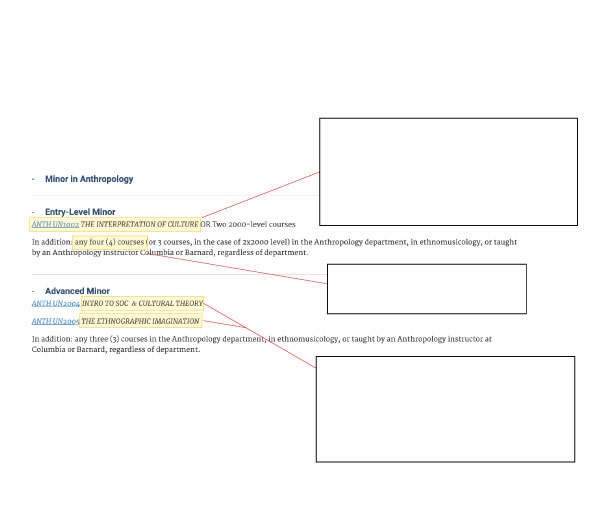 - Minor in Anthropology
- Entry-Level Minor
ANTH UN1002 THE INTERPRETATION OF CULTURE OR Two 2000-level courses
In addition: any four (4) courses (or 3 courses, in the case of 2x2000 level) in the Anthropology department, in ethnomusicology, or taught
by an Anthropology instructor Columbia or Barnard, regardless of department.
- Advanced Minor
ANTH UN2004 INTRO TO SOC & CULTURAL THEORY
ANTH UN2005 THE ETHNOGRAPHIC IMAGINATION
In addition: any three (3) courses in the Anthropology department, in ethnomusicology, or taught by an Anthropology instructor at
Columbia or Barnard, regardless of department.